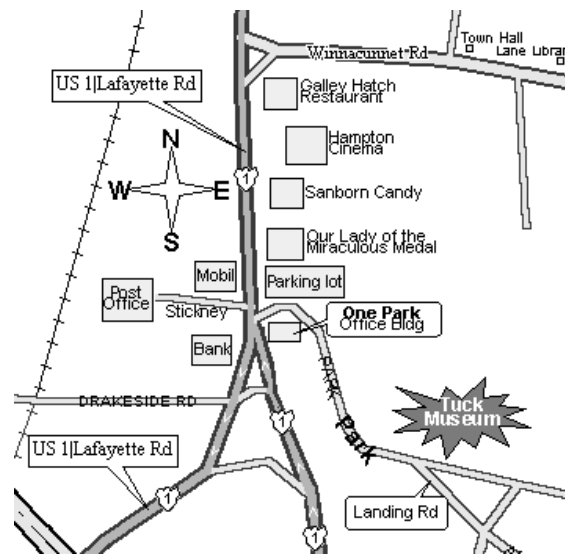 Town Hall
Lane Librar
Winnacunnet Rd
US 1|Lafayette Rd
Galley Hatch
Restaurant
Hampton
Cinema
N
W
E
S
1
Sanborn Candy
Our Lady of the
Miraculous Medal
Mobil
Parking lot
Post
Office
Stickney
One Park
Office Bldg
Bank
PARK
Park
DRAKESIDE RD
Tuck
Museum
1
US 1|Lafayette Rd
1
Landing Rd
1